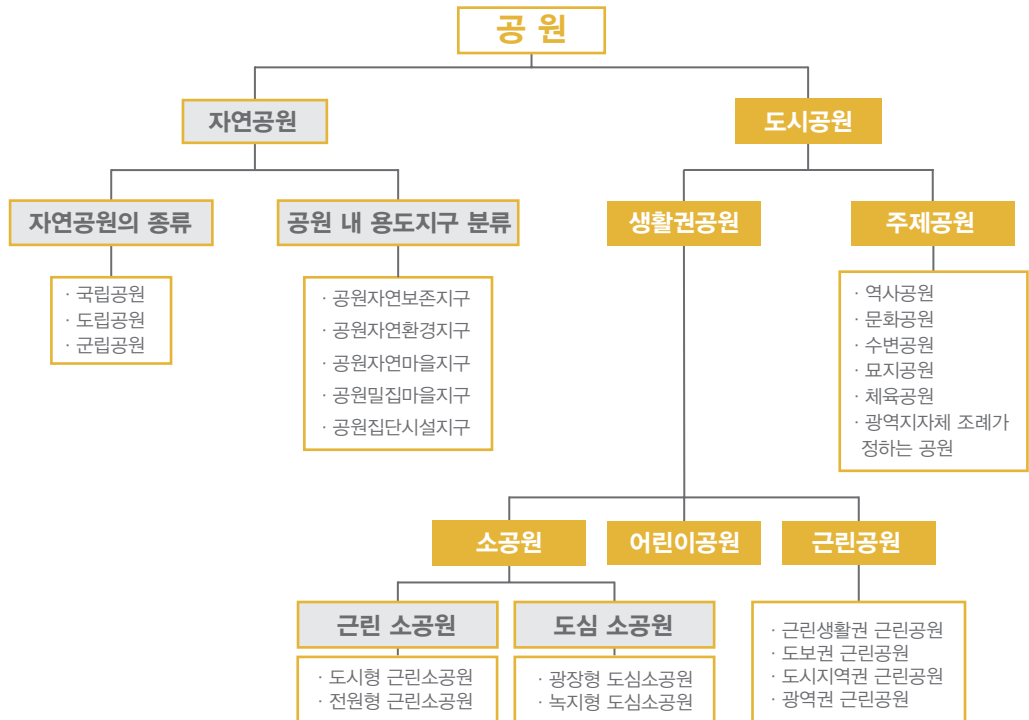 공 원
자연공원
도시공원
자연공원의 종류
공원 내 용도지구 분류
생활권공원
주제공원
· 국립공원
· 도립공원
· 군립공원
· 공원자연보존지구
· 공원자연환경지구
· 공원자연마을지구
· 공원밀집마을지구
· 공원집단시설지구
· 역사공원
· 문화공원
· 수변공원
· 묘지공원
· 체육공원
· 광역지자체 조례가
정하는 공원
소공원
어린이공원
근린공원
근린 소공원
도심 소공원
· 도시형 근린소공원
· 전원형 근린소공원
· 광장형 도심소공원
· 녹지형 도심소공원
· 근린생활권 근린공원
· 도보권 근린공원
· 도시지역권 근린공원
· 광역권 근린공원